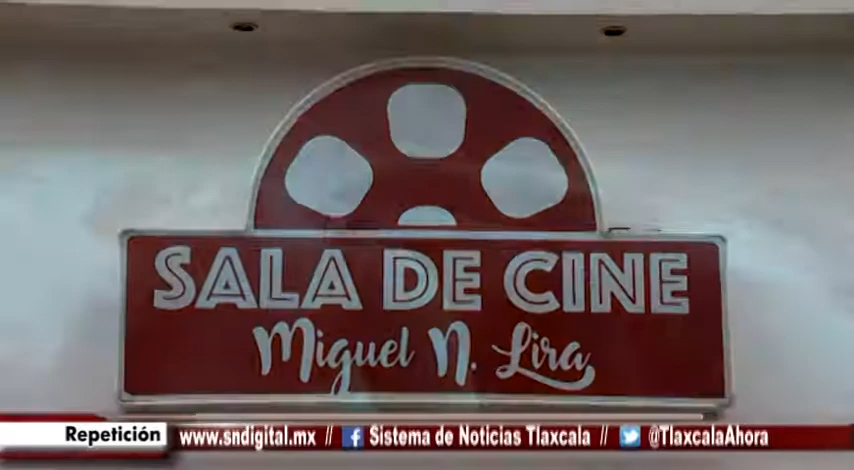 SALA DE CINE
Miguel N. Lira
Repetición www.sndigital.mx // Sistema de Noticias Tlaxcala // @TlaxcalaAhora